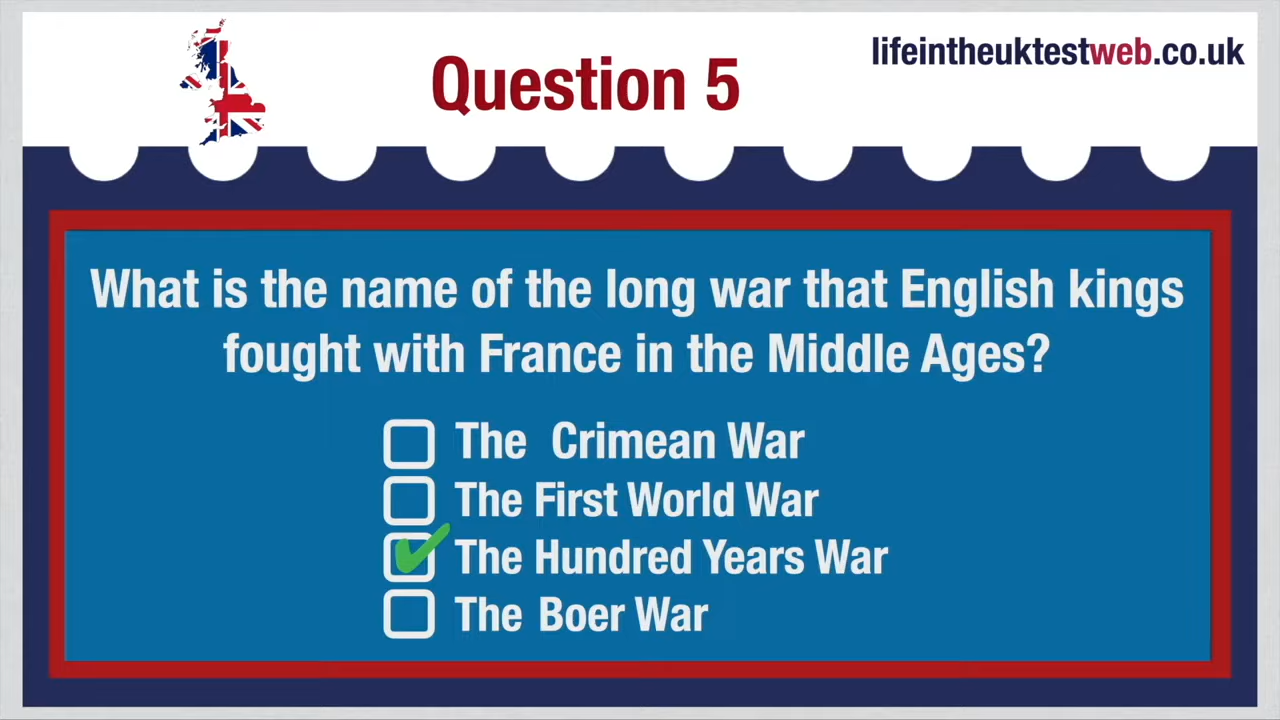 Question 5
lifeintheuktestweb.co.uk
What is the name of the long war that English kings
fought with France in the Middle Ages?
The Crimean War
The First World War
The Hundred Years War
The Boer War